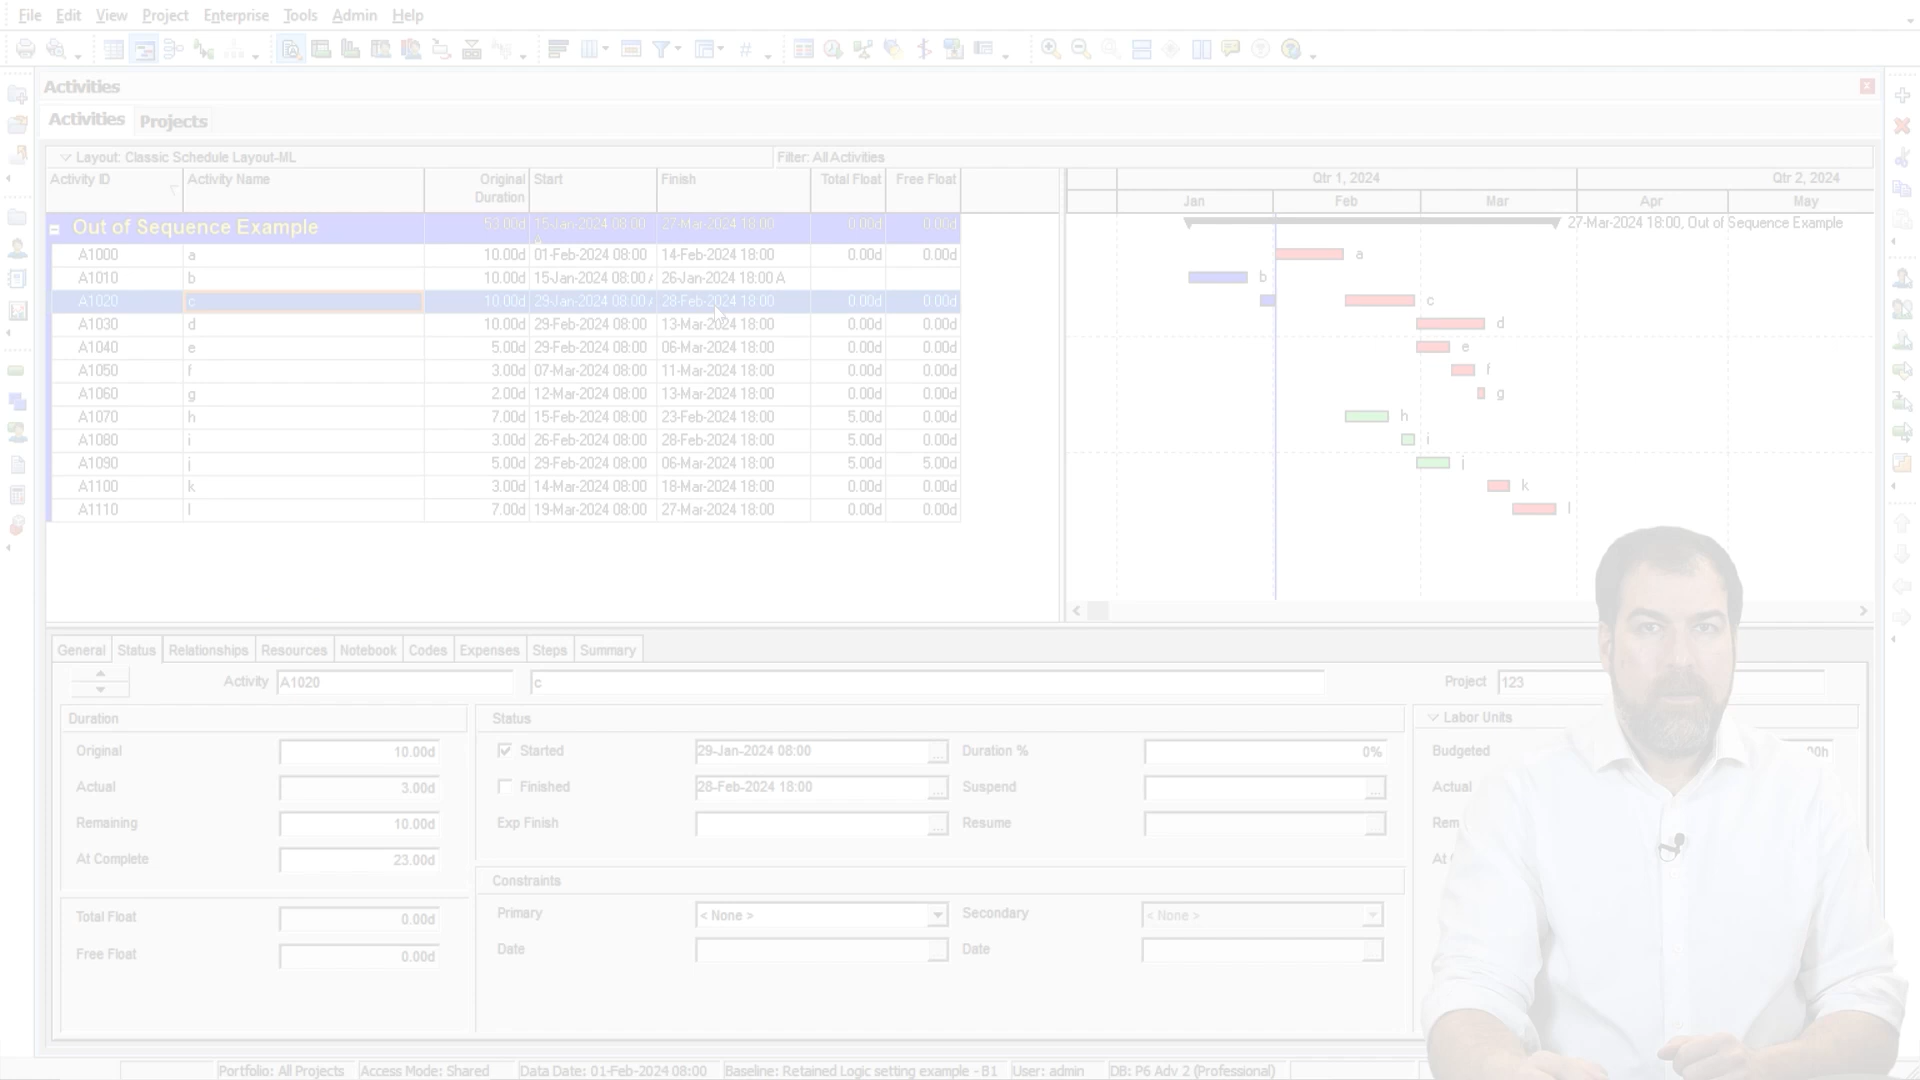 File Edit View Project Enterprise Tools Admin Help
Activities
Activities Projects
Layout: Classic Schedule Layout-ML Filter: All Activities
Activity ID Activity Name Original Duration Start Finish Total Float Free Float
Qtr 1, 2024 Qtr 2, 2024
Jan Feb Mar Apr May
Out of Sequence Example 53.00d 15-Jan-2024 08:00 27-Mar-2024 18:00 0.00d 0.00d 27-Mar-2024 18:00, Out of Sequence Example
A1000 a 10.00d 01-Feb-2024 08:00 14-Feb-2024 18:00 0.00d 0.00d a
A1010 b 10.00d 15-Jan-2024 08:00 A 26-Jan-2024 18:00 A b
A1020 c 10.00d 29-Jan-2024 08:00 A 28-Feb-2024 18:00 0.00d 0.00d c
A1030 d 10.00d 29-Feb-2024 08:00 13-Mar-2024 18:00 0.00d 0.00d d
A1040 e 5.00d 29-Feb-2024 08:00 06-Mar-2024 18:00 0.00d 0.00d e
A1050 f 3.00d 07-Mar-2024 08:00 11-Mar-2024 18:00 0.00d 0.00d f
A1060 g 2.00d 12-Mar-2024 08:00 13-Mar-2024 18:00 0.00d 0.00d g
A1070 h 7.00d 15-Feb-2024 08:00 23-Feb-2024 18:00 5.00d 0.00d h
A1080 i 3.00d 26-Feb-2024 08:00 28-Feb-2024 18:00 5.00d 0.00d i
A1090 j 5.00d 29-Feb-2024 08:00 06-Mar-2024 18:00 5.00d 5.00d j
A1100 k 3.00d 14-Mar-2024 08:00 18-Mar-2024 18:00 0.00d 0.00d k
A1110 l 7.00d 19-Mar-2024 08:00 27-Mar-2024 18:00 0.00d 0.00d l
General Status Relationships Resources Notebook Codes Expenses Steps Summary
Activity A1020 c Project 123
Duration Status Labor Units
Original 10.00d Started 29-Jan-2024 08:00 Duration % 0% Budgeted
Actual 3.00d Finished 28-Feb-2024 18:00 Suspend Actual
Remaining 10.00d Exp Finish Resume Rem
At Complete 23.00d At
Constraints
Total Float 0.00d Primary < None > Secondary < None >
Free Float 0.00d Date Date
Portfolio: All Projects Access Mode: Shared Data Date: 01-Feb-2024 08:00 Baseline: Retained Logic setting example - B1 User: admin DB: P6 Adv 2 (Professional)